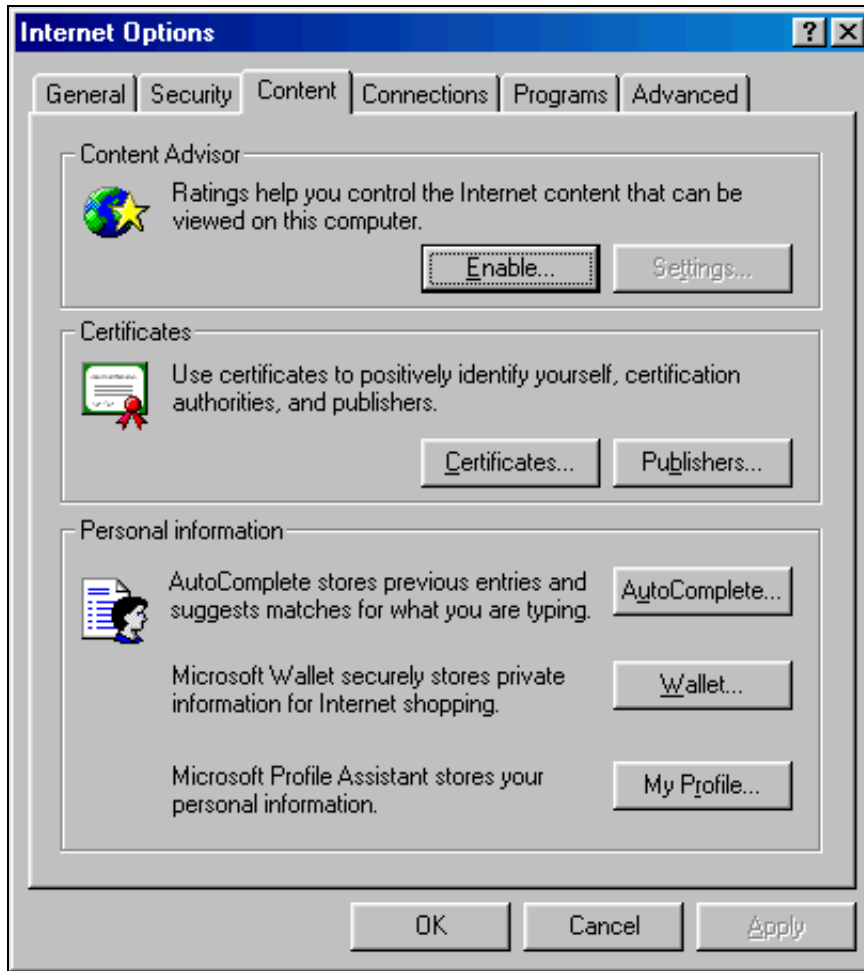 Internet Options
General Security Content Connections Programs Advanced
Content Advisor
Ratings help you control the Internet content that can be
viewed on this computer.
Enable... Settings...
Certificates
Use certificates to positively identify yourself, certification
authorities, and publishers.
Certificates... Publishers...
Personal information
AutoComplete stores previous entries and
suggests matches for what you are typing.
AutoComplete...
Microsoft Wallet securely stores private
information for Internet shopping.
Wallet...
Microsoft Profile Assistant stores your
personal information.
My Profile...
OK Cancel Apply